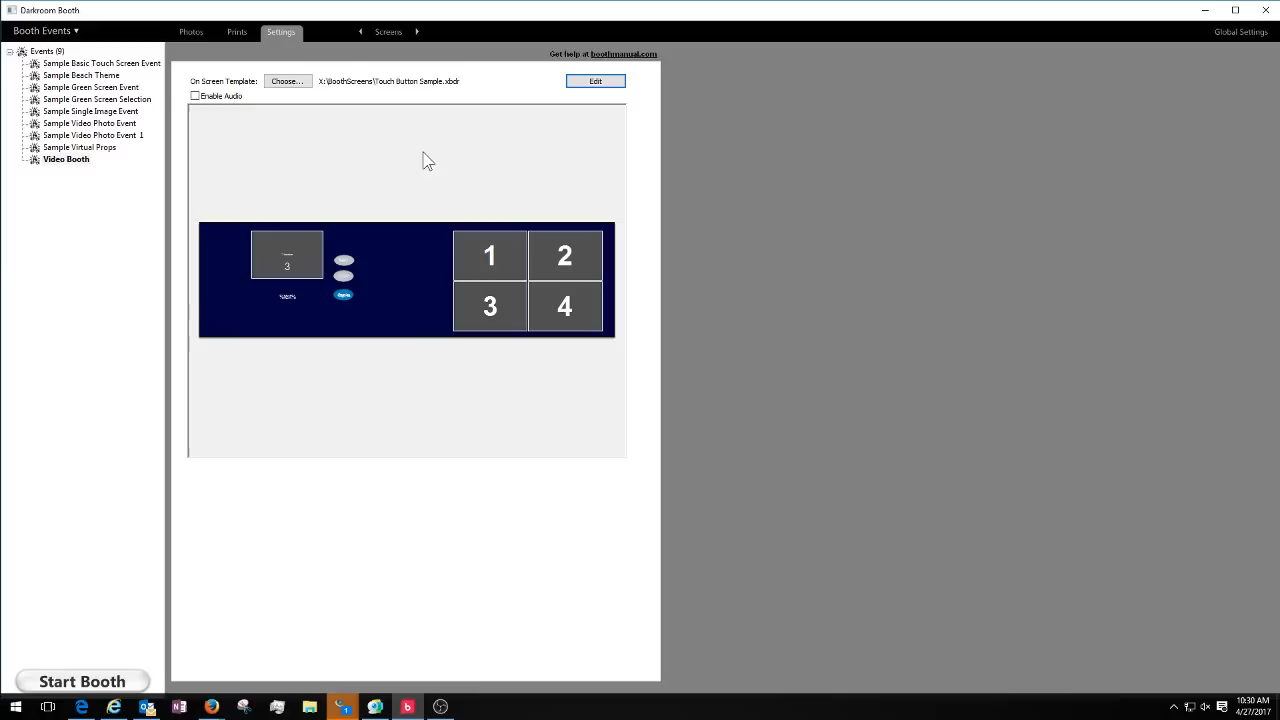 Darkroom Booth
Booth Events ▾
Photos
Prints
Settings
Screens
Global Settings
Events (9)
Sample Basic Touch Screen Event
Sample Beach Theme
Sample Green Screen Event
Sample Green Screen Selection
Sample Single Image Event
Sample Video Photo Event
Sample Video Photo Event 1
Sample Virtual Props
Video Booth
Get help at boothmanual.com
On Screen Template: Choose... X:\BoothScreens\Touch Button Sample.xbdr Edit
Enable Audio
3
1 2
3 4
Start Booth
10:30 AM
4/27/2017